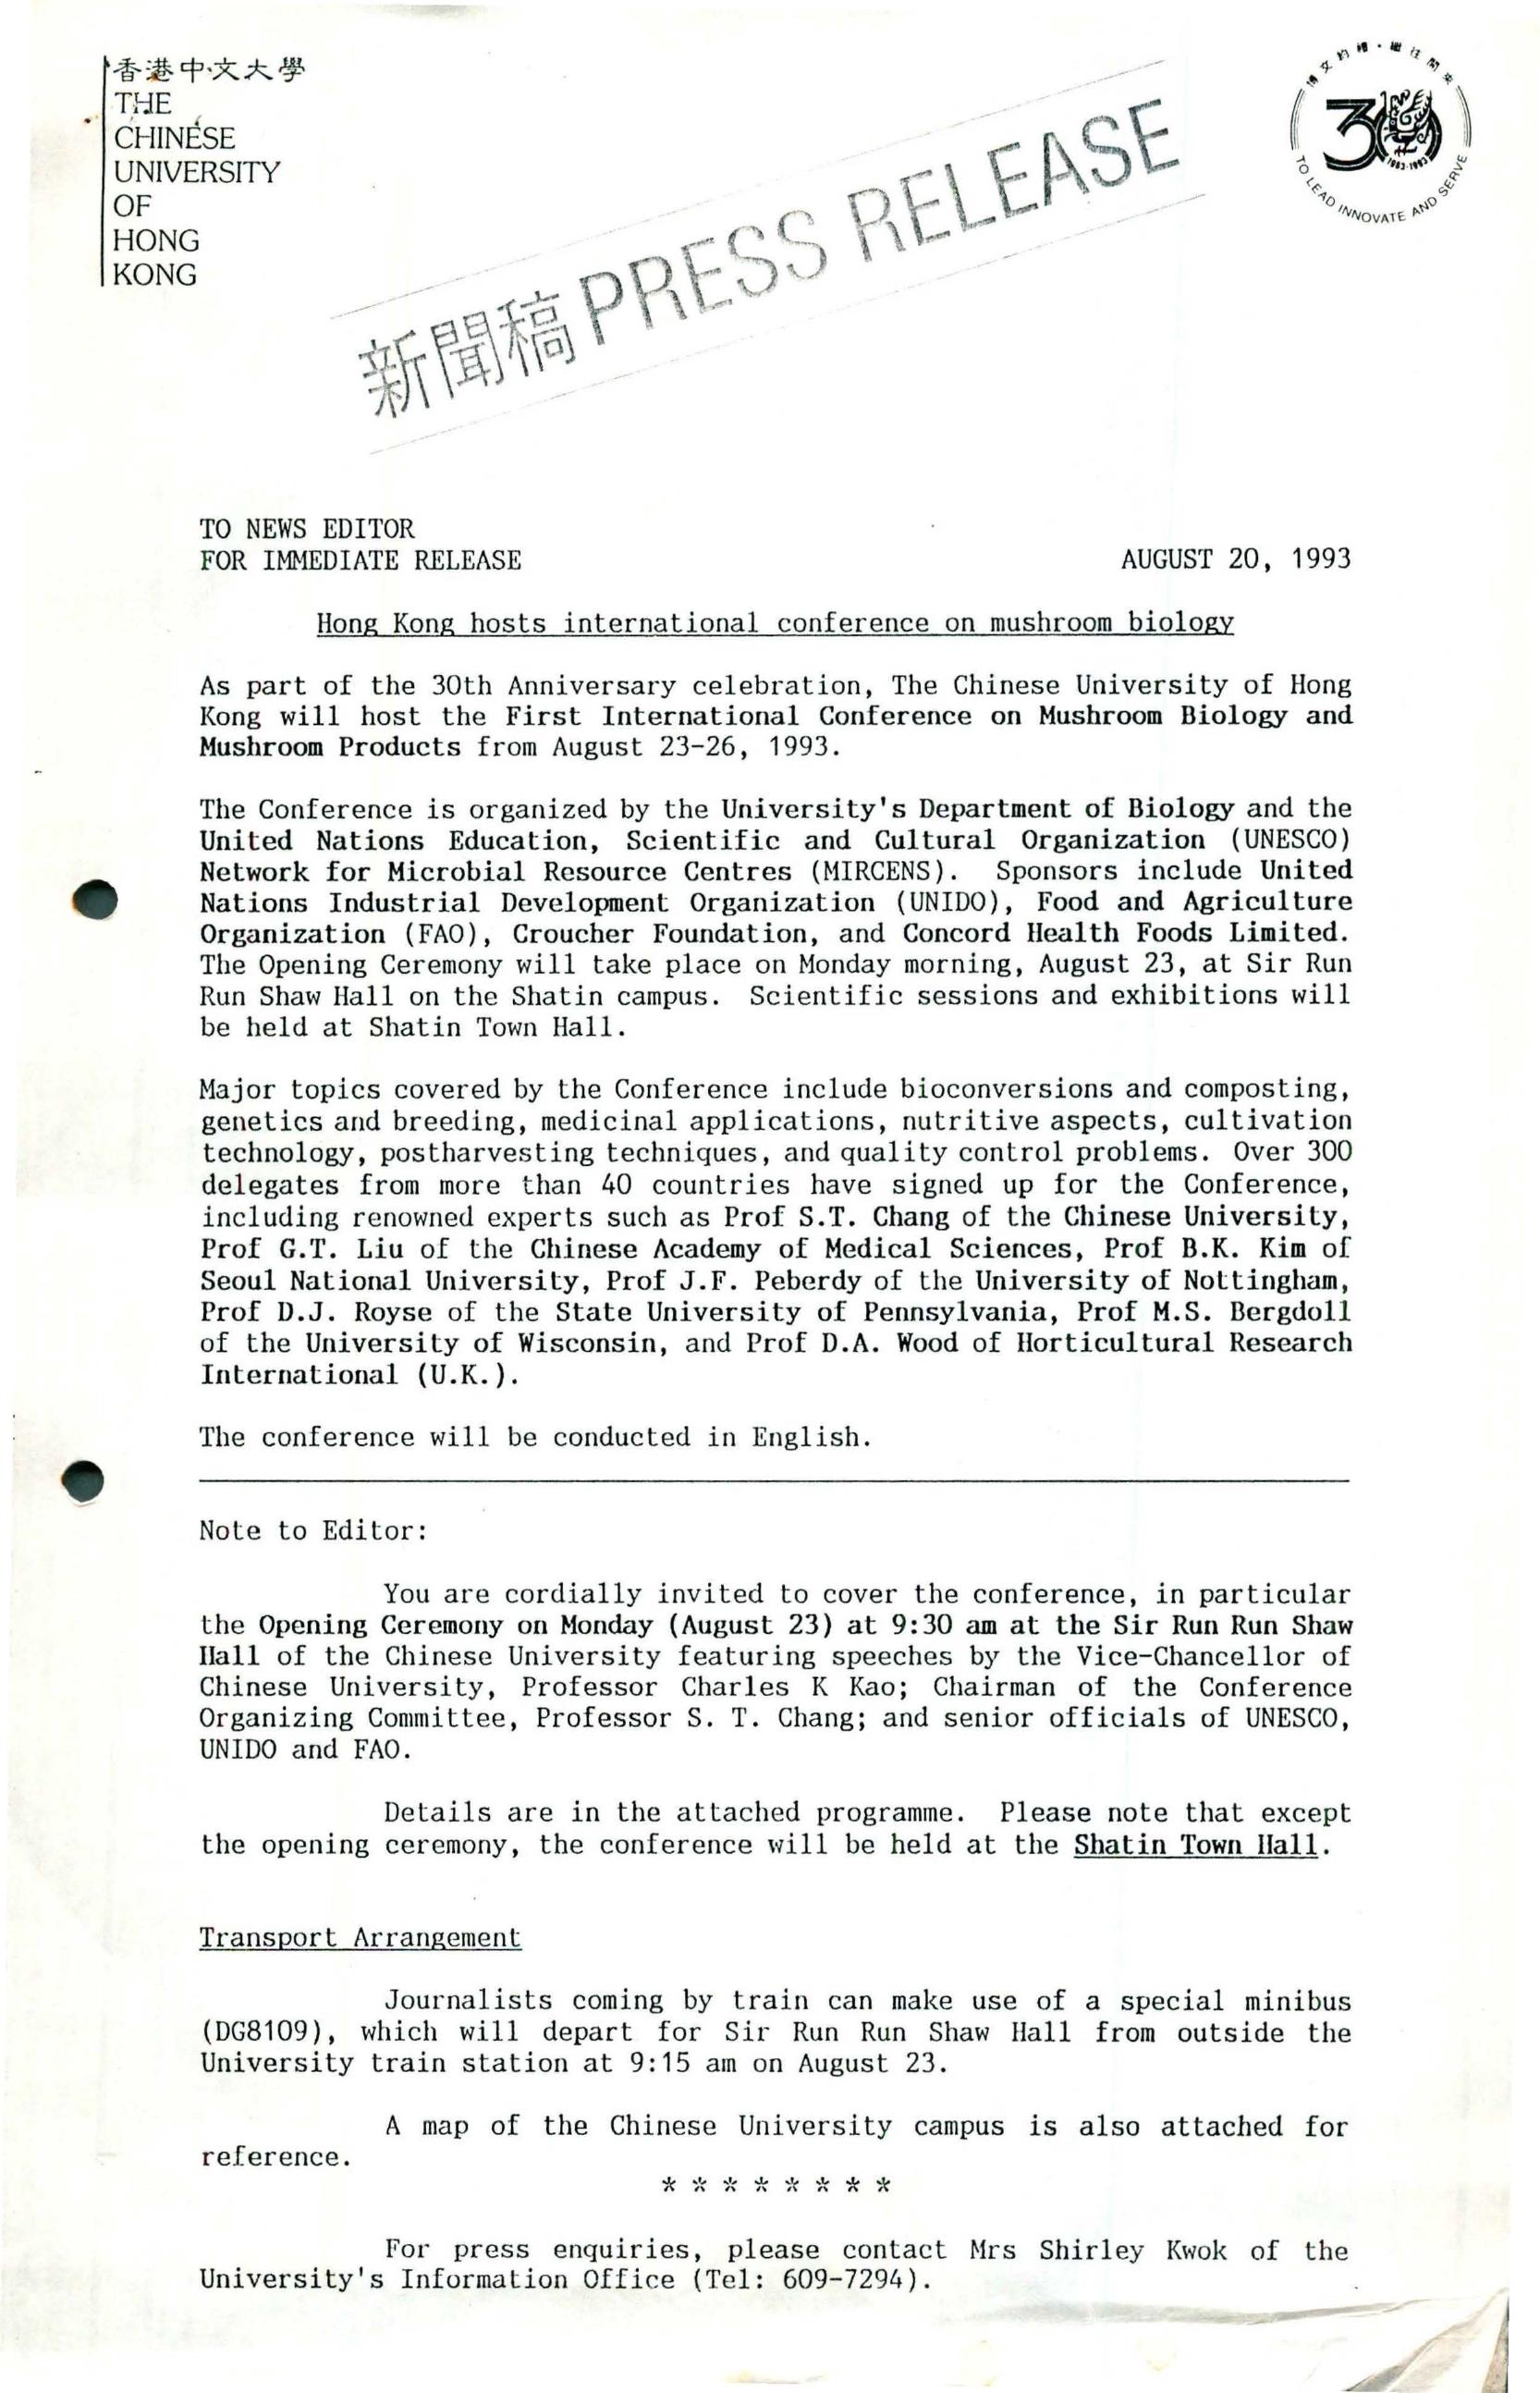 香港中文大學
THE
CHINESE
UNIVERSITY
OF
HONG
KONG
新聞稿 PRESS RELEASE
博文約禮·繼往開來
30
1963-1993
TO LEAD INNOVATE AND SERVE
TO NEWS EDITOR
FOR IMMEDIATE RELEASE AUGUST 20, 1993
Hong Kong hosts international conference on mushroom biology
As part of the 30th Anniversary celebration, The Chinese University of Hong
Kong will host the First International Conference on Mushroom Biology and
Mushroom Products from August 23-26, 1993.
The Conference is organized by the University's Department of Biology and the
United Nations Education, Scientific and Cultural Organization (UNESCO)
Network for Microbial Resource Centres (MIRCENS). Sponsors include United
Nations Industrial Development Organization (UNIDO), Food and Agriculture
Organization (FAO), Croucher Foundation, and Concord Health Foods Limited.
The Opening Ceremony will take place on Monday morning, August 23, at Sir Run
Run Shaw Hall on the Shatin campus. Scientific sessions and exhibitions will
be held at Shatin Town Hall.
Major topics covered by the Conference include bioconversions and composting,
genetics and breeding, medicinal applications, nutritive aspects, cultivation
technology, postharvesting techniques, and quality control problems. Over 300
delegates from more than 40 countries have signed up for the Conference,
including renowned experts such as Prof S.T. Chang of the Chinese University,
Prof G.T. Liu of the Chinese Academy of Medical Sciences, Prof B.K. Kim of
Seoul National University, Prof J.F. Peberdy of the University of Nottingham,
Prof D.J. Royse of the State University of Pennsylvania, Prof M.S. Bergdoll
of the University of Wisconsin, and Prof D.A. Wood of Horticultural Research
International (U.K.).
The conference will be conducted in English.
Note to Editor:
You are cordially invited to cover the conference, in particular
the Opening Ceremony on Monday (August 23) at 9:30 am at the Sir Run Run Shaw
Hall of the Chinese University featuring speeches by the Vice-Chancellor of
Chinese University, Professor Charles K Kao; Chairman of the Conference
Organizing Committee, Professor S. T. Chang; and senior officials of UNESCO,
UNIDO and FAO.
Details are in the attached programme. Please note that except
the opening ceremony, the conference will be held at the Shatin Town Hall.
Transport Arrangement
Journalists coming by train can make use of a special minibus
(DG8109), which will depart for Sir Run Run Shaw Hall from outside the
University train station at 9:15 am on August 23.
A map of the Chinese University campus is also attached for
reference.
* * * * * * * *
For press enquiries, please contact Mrs Shirley Kwok of the
University's Information Office (Tel: 609-7294).